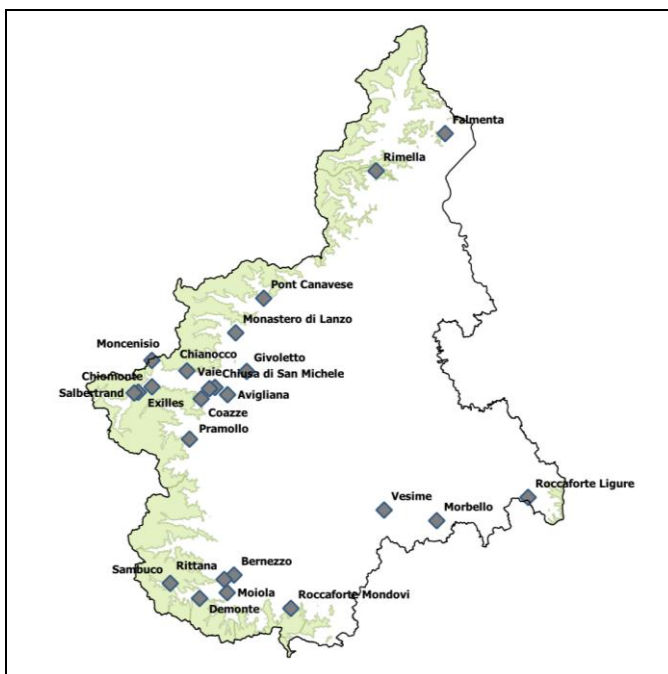 Falmenta
Rimella
Pont Canavese
Monastero di Lanzo
Moncenisio
Chianocco
Givoletto
Chiomonte
Vaie
Chiusa di San Michele
Salbertrand
Exilles
Avigliana
Coazze
Pramollo
Roccaforte Ligure
Vesime
Morbello
Bernezzo
Rittana
Sambuco
Moiola
Roccaforte Mondovi
Demonte